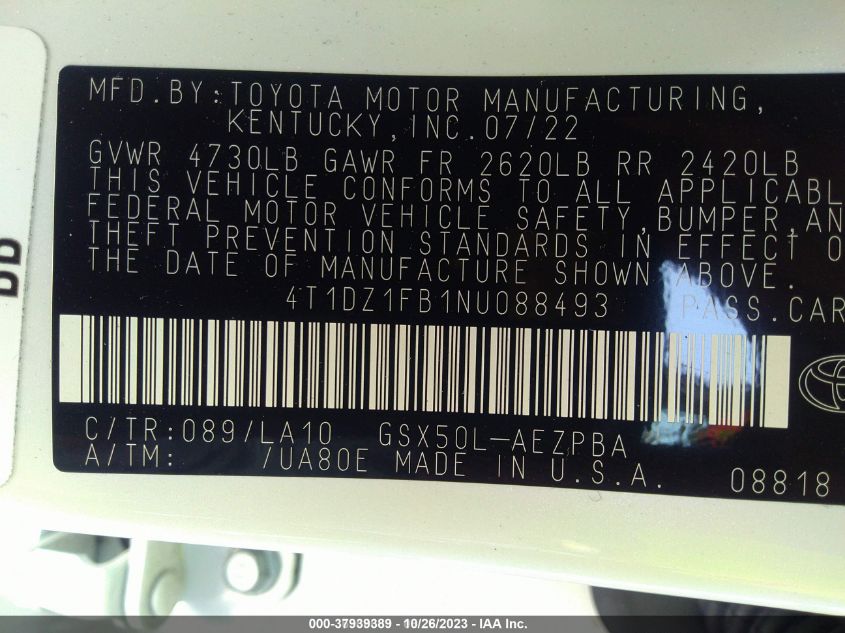 MFD.BY:TOYOTA MOTOR MANUFACTURING,
KENTUCKY,INC.07/22
GVWR 4730LB GAWR FR 2620LB RR 2420LB
THIS VEHICLE CONFORMS TO ALL APPLICABL
FEDERAL MOTOR VEHICLE SAFETY,BUMPER,AN
THEFT PREVENTION STANDARDS IN EFFECT O
THE DATE OF MANUFACTURE SHOWN ABOVE.
4T1DZ1FB1NU088493 PASS.CAR
C/TR:089/LA10 GSX50L-AEZPBA
A/TM: /UA80E MADE IN U.S.A. 08818
000-37939389 - 10/26/2023 - IAA Inc.